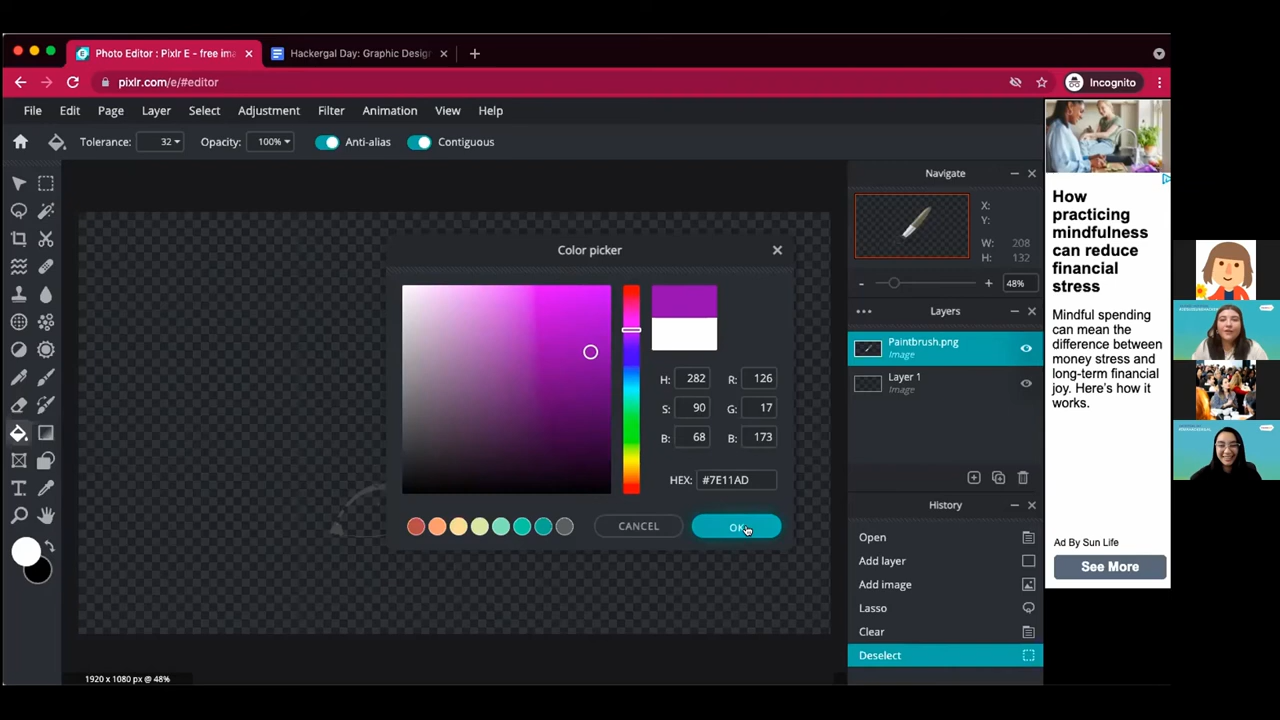 Photo Editor : Pixlr E - free ima
Hackergal Day: Graphic Design
pixlr.com/e/#editor
Incognito
File Edit Page Layer Select Adjustment Filter Animation View Help
Tolerance: 32 Opacity: 100% Anti-alias Contiguous
Navigate
X:
Y:
W: 208
H: 132
48%
Color picker
H: 282 R: 126
S: 90 G: 17
B: 68 B: 173
HEX: #7E11AD
CANCEL OK
Layers
Paintbrush.png
Image
Layer 1
Image
History
Open
Add layer
Add image
Lasso
Clear
Deselect
1920 x 1080 px @ 48%
How
practicing
mindfulness
can reduce
financial
stress
Mindful spending
can mean the
difference between
money stress and
long-term financial
joy. Here's how it
works.
Ad By Sun Life
See More